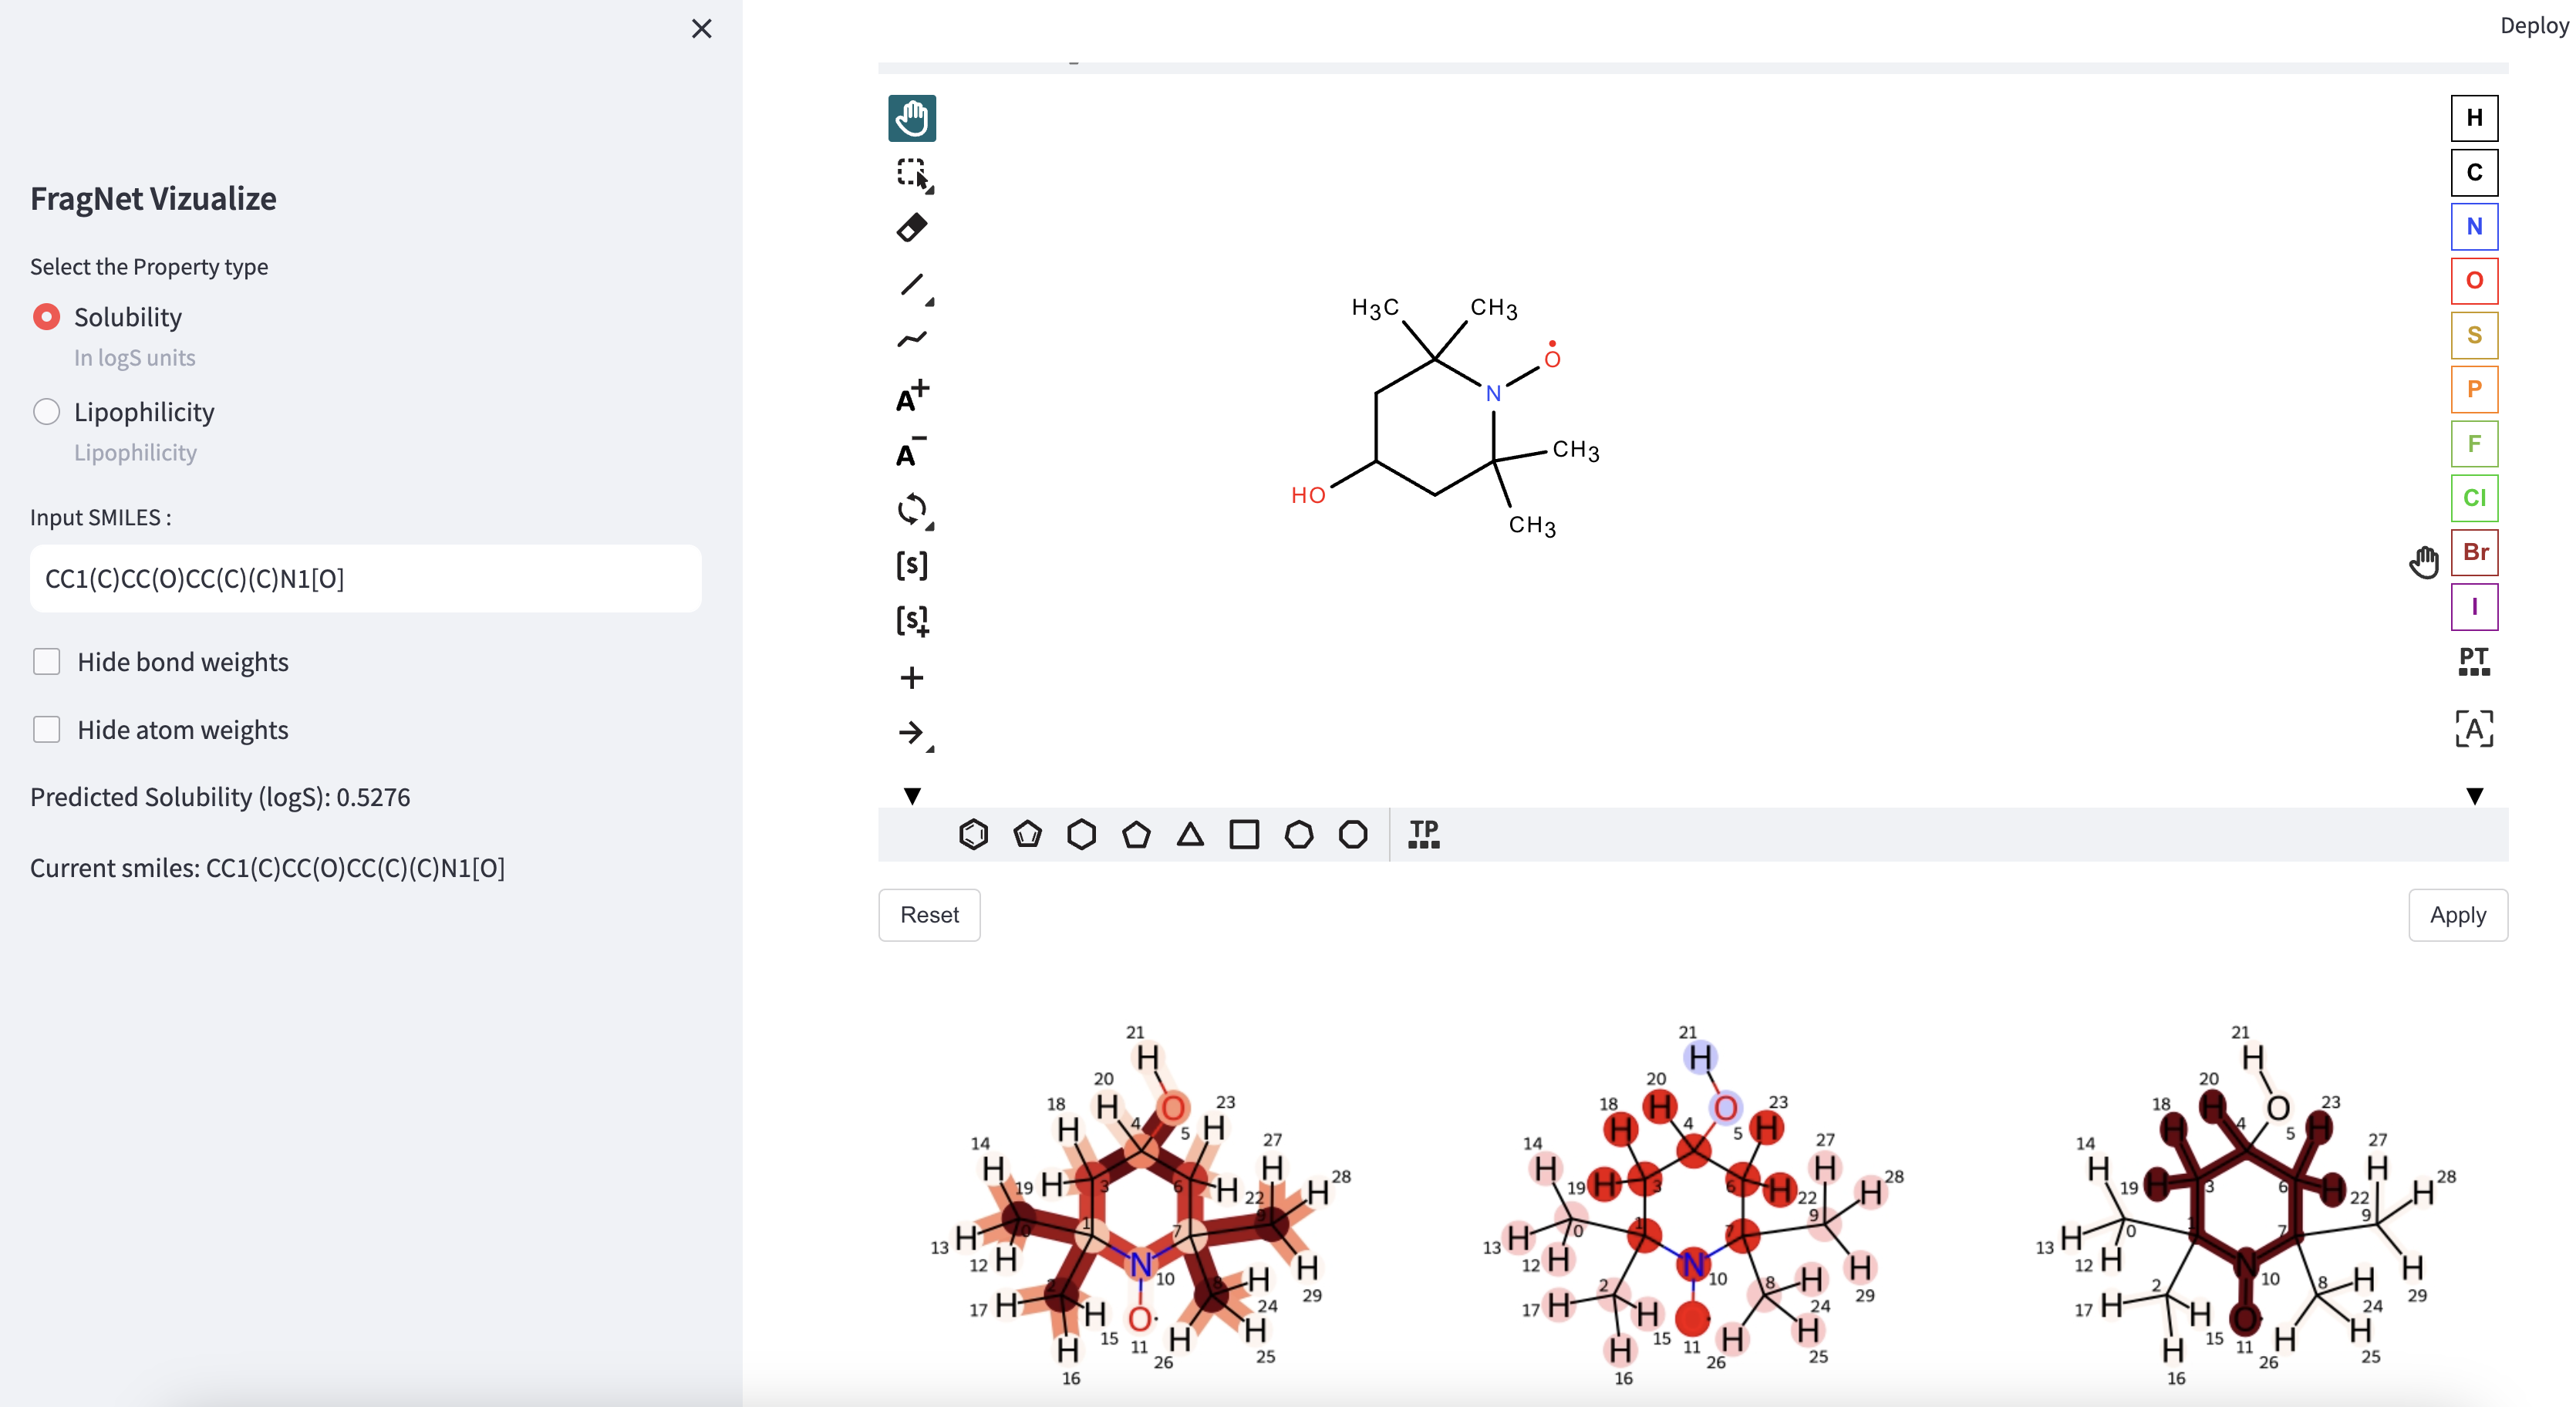 Deploy
FragNet Vizualize
Select the Property type
Solubility
In logS units
Lipophilicity
Lipophilicity
Input SMILES :
CC1(C)CC(O)CC(C)(C)N1[O]
Hide bond weights
Hide atom weights
Predicted Solubility (logS): 0.5276
Current smiles: CC1(C)CC(O)CC(C)(C)N1[O]
A+
A-
[S]
[S]+
H
C
N
O
S
P
F
Cl
Br
I
PT
[A]
H3C CH3
O
N
CH3
HO
CH3
TP
Reset
Apply
21
H
20
H O 23
18 H 4 5 H
14 27
H H H 28
19 H 3 6 H 22 9
1 7
13 H 0
12 H N 10 H
2 8 H 29
17 H H O 24
15 11 H H
H 26 25
16
21
H
20
H O 23
18 H 4 5 H
14 27
H H H 28
19 H 3 6 H 22 9
1 7
13 H 0
12 H N 10 H
2 8 H 29
17 H H 24
15 11 H H
H 26 25
16
21
H
20
H O 23
18 H 4 5 H
14 27
H H H 28
19 H 3 6 H 22 9
7
13 H 0
12 H N 10 H
2 8 H 29
17 H H O 24
15 11 H H
H 26 25
16